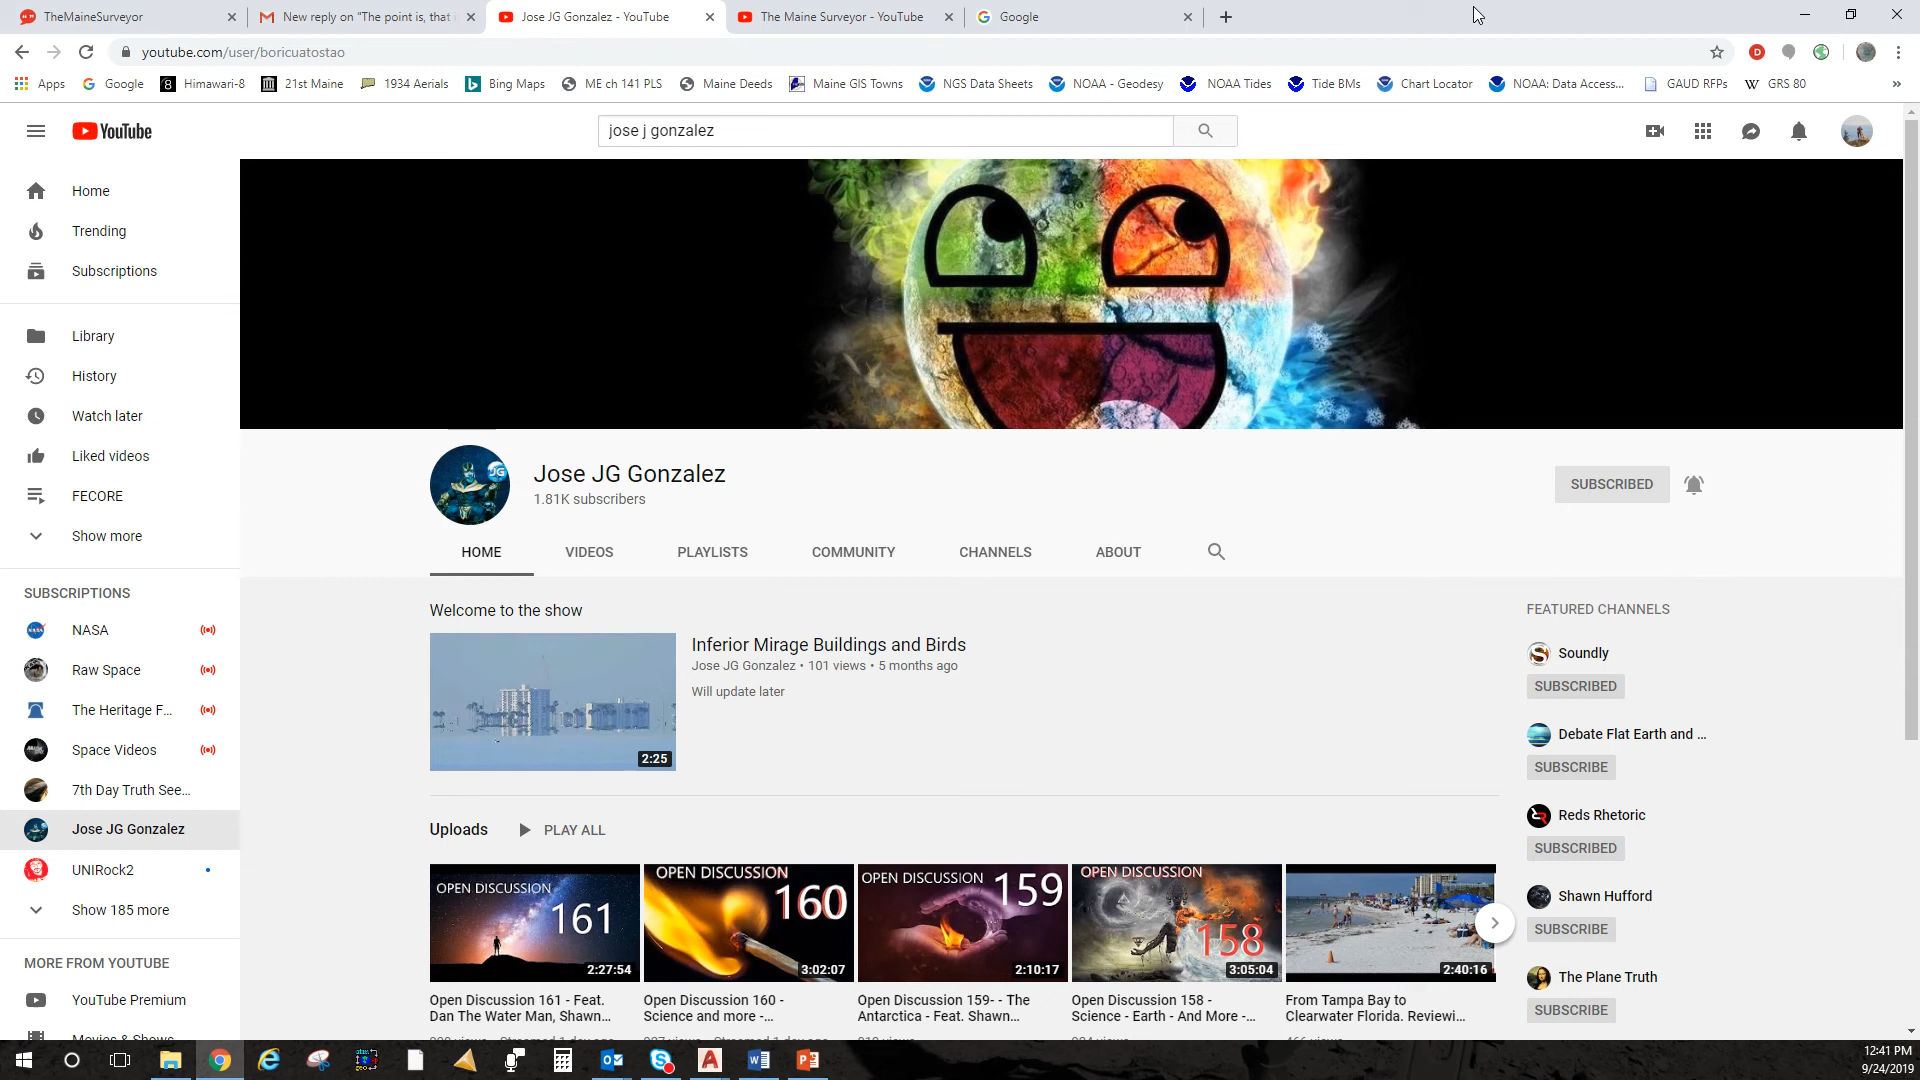 TheMaineSurveyor
New reply on "The point is, that i
Jose JG Gonzalez - YouTube
The Maine Surveyor - YouTube
Google
youtube.com/user/boricuatostao
Apps
Google
Himawari-8
21st Maine
1934 Aerials
Bing Maps
ME ch 141 PLS
Maine Deeds
Maine GIS Towns
NGS Data Sheets
NOAA - Geodesy
NOAA Tides
Tide BMs
Chart Locator
NOAA: Data Access...
GAUD RFPs
GRS 80
YouTube
jose j gonzalez
Home
Trending
Subscriptions
Library
History
Watch later
Liked videos
FECORE
Show more
SUBSCRIPTIONS
NASA
Raw Space
The Heritage F...
Space Videos
7th Day Truth See...
Jose JG Gonzalez
UNIRock2
Show 185 more
MORE FROM YOUTUBE
YouTube Premium
Movies & Shows
Jose JG Gonzalez
1.81K subscribers
SUBSCRIBED
HOME
VIDEOS
PLAYLISTS
COMMUNITY
CHANNELS
ABOUT
Welcome to the show
2:25
Inferior Mirage Buildings and Birds
Jose JG Gonzalez • 101 views • 5 months ago
Will update later
Uploads
PLAY ALL
OPEN DISCUSSION
161
2:27:54
Open Discussion 161 - Feat.
Dan The Water Man, Shawn...
OPEN DISCUSSION
160
3:02:07
Open Discussion 160 -
Science and more -...
OPEN DISCUSSION
159
2:10:17
Open Discussion 159- - The
Antarctica - Feat. Shawn...
OPEN DISCUSSION
158
3:05:04
Open Discussion 158 -
Science - Earth - And More -...
2:40:16
From Tampa Bay to
Clearwater Florida. Reviewi...
FEATURED CHANNELS
Soundly
SUBSCRIBED
Debate Flat Earth and ...
SUBSCRIBE
Reds Rhetoric
SUBSCRIBED
Shawn Hufford
SUBSCRIBE
The Plane Truth
SUBSCRIBE
12:41 PM
9/24/2019